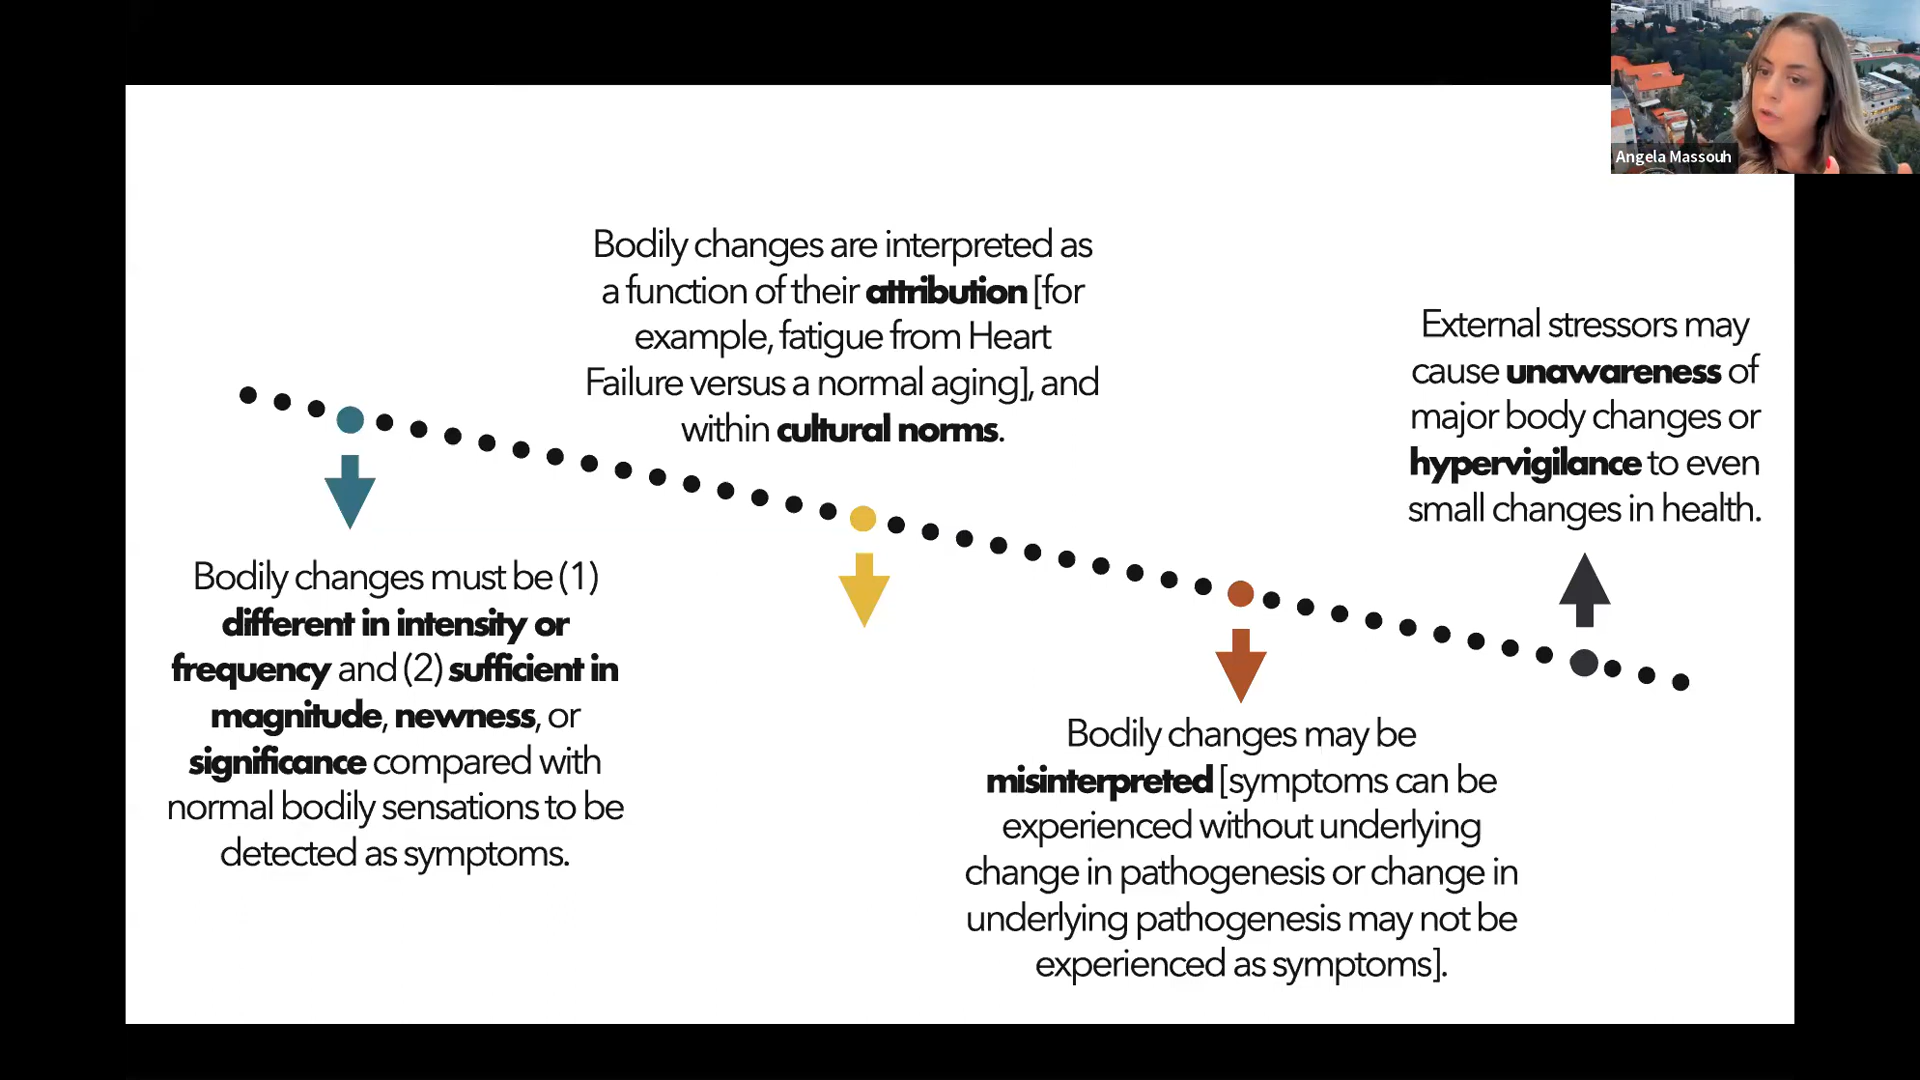 Angela Massouh
Bodily changes are interpreted as
a function of their attribution [for
example, fatigue from Heart
Failure versus a normal aging], and
within cultural norms.
External stressors may
cause unawareness of
major body changes or
hypervigilance to even
small changes in health.
Bodily changes must be (1)
different in intensity or
frequency and (2) sufficient in
magnitude, newness, or
significance compared with
normal bodily sensations to be
detected as symptoms.
Bodily changes may be
misinterpreted [symptoms can be
experienced without underlying
change in pathogenesis or change in
underlying pathogenesis may not be
experienced as symptoms].